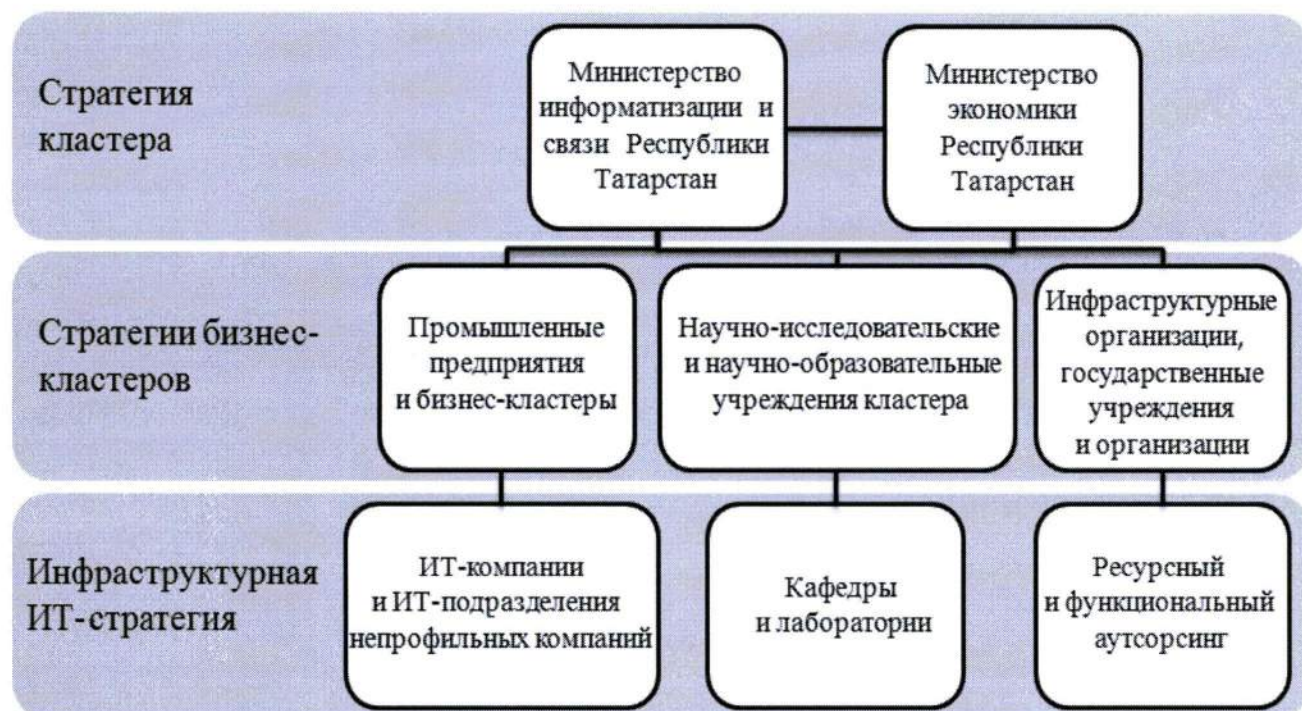 Стратегия
кластера
Министерство
информатизации и
связи Республики
Татарстан
Министерство
экономики
Республики
Татарстан
Стратегии бизнес-
кластеров
Промышленные
предприятия
и бизнес-кластеры
Научно-исследовательские
и научно-образовательные
учреждения кластера
Инфраструктурные
организации,
государственные
учреждения
и организации
Инфраструктурная
ИТ-стратегия
ИТ-компании
и ИТ-подразделения
непрофильных компаний
Кафедры
и лаборатории
Ресурсный
и функциональный
аутсорсинг